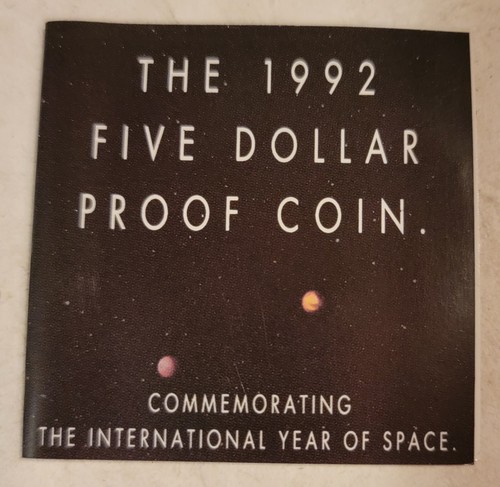 THE 1992
FIVE DOLLAR
PROOF COIN.
COMMEMORATING
THE INTERNATIONAL YEAR OF SPACE.